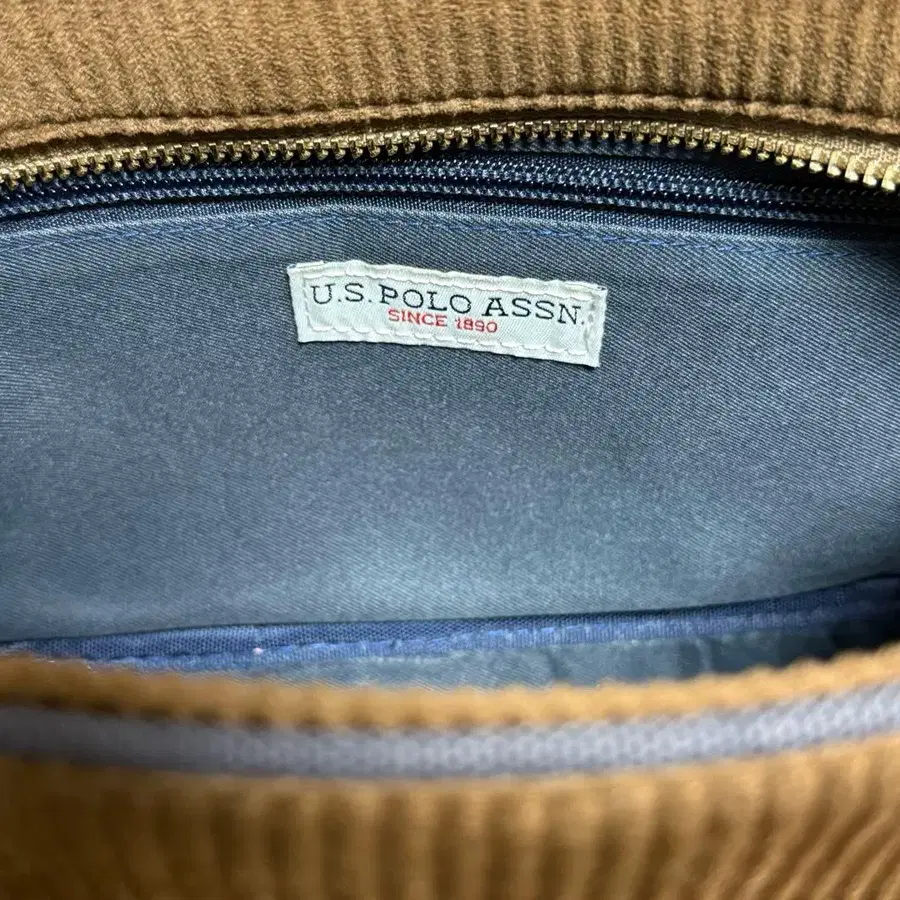 U.S. POLO ASSN.
SINCE 1890